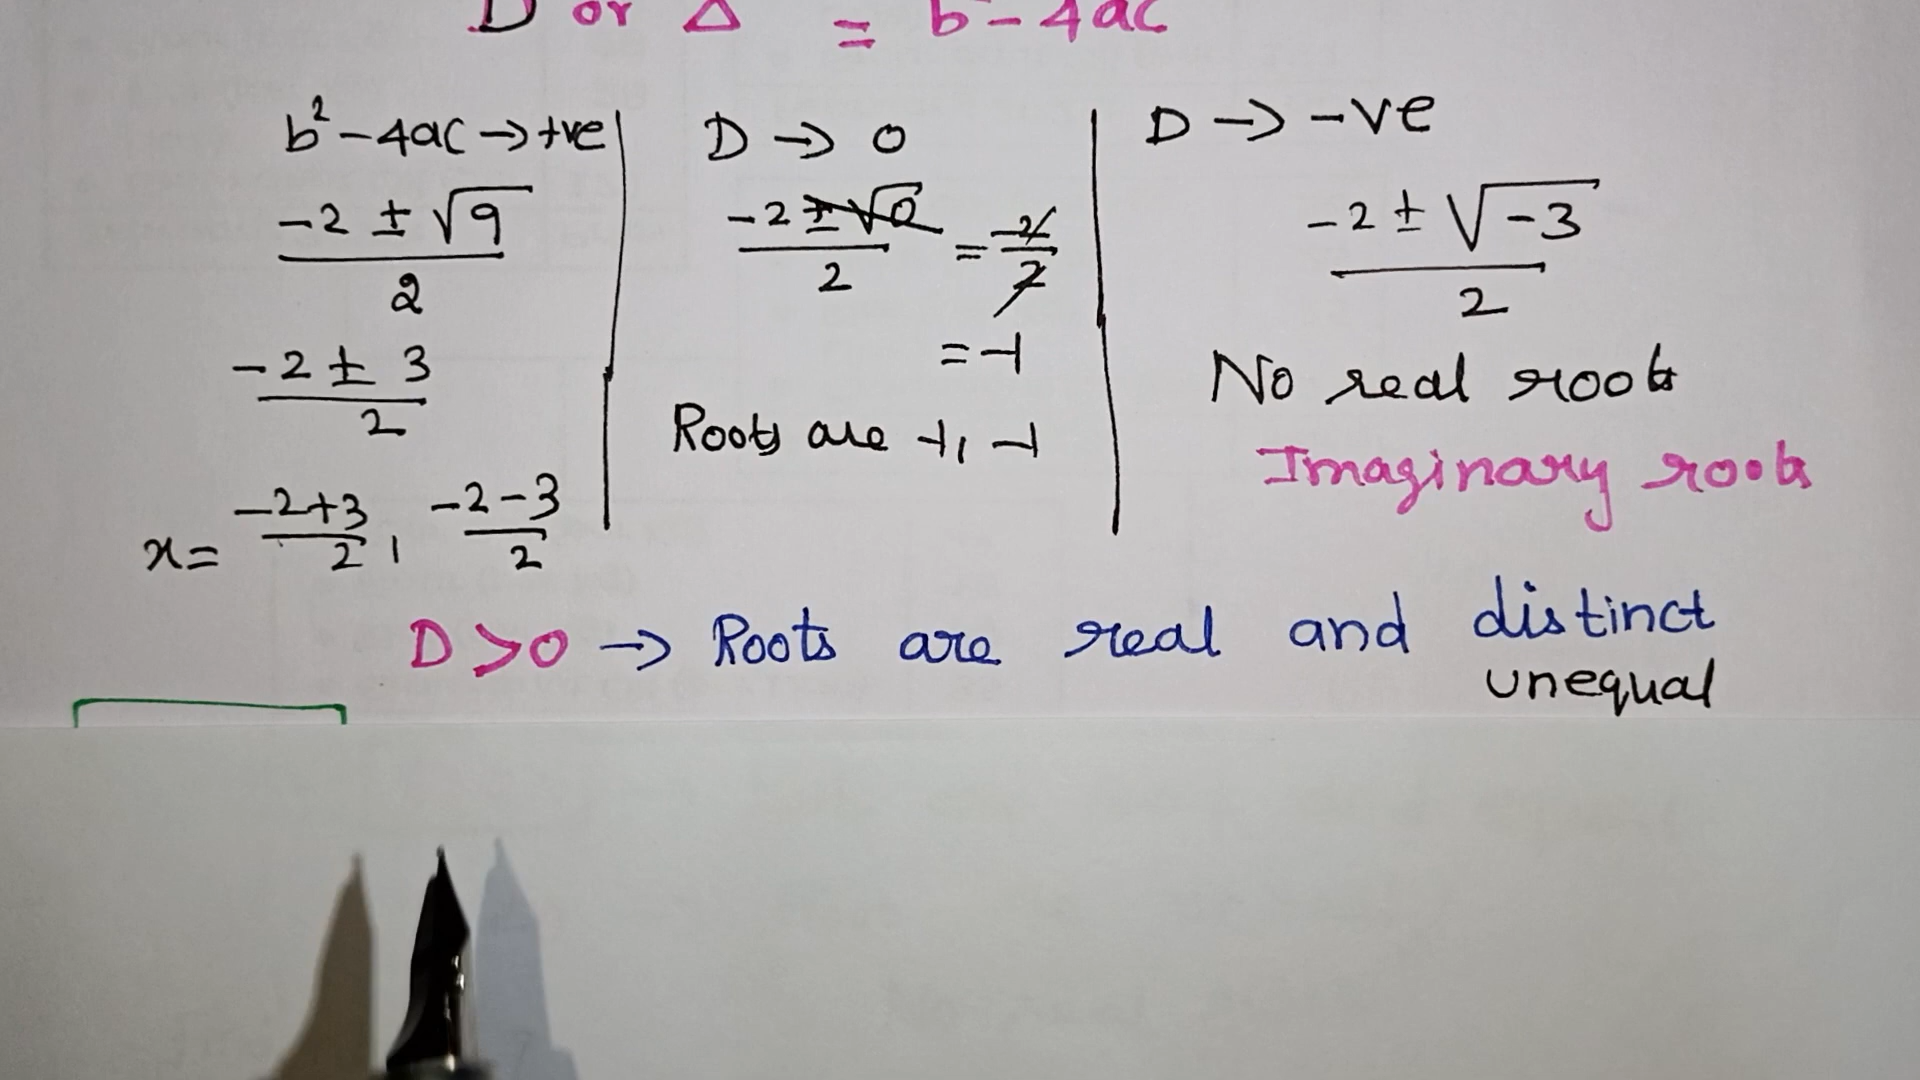 D or Δ = b² - 4ac
b² - 4ac → +ve
-2 ± √9
2
-2 ± 3
2
x = -2+3 / 2 , -2-3 / 2
D → 0
-2 ± √0 / 2 = -2 / 2
= -1
Roots are -1, -1
D → -ve
-2 ± √-3
2
No real roots
Imaginary roots
D > 0 → Roots are real and distinct
unequal